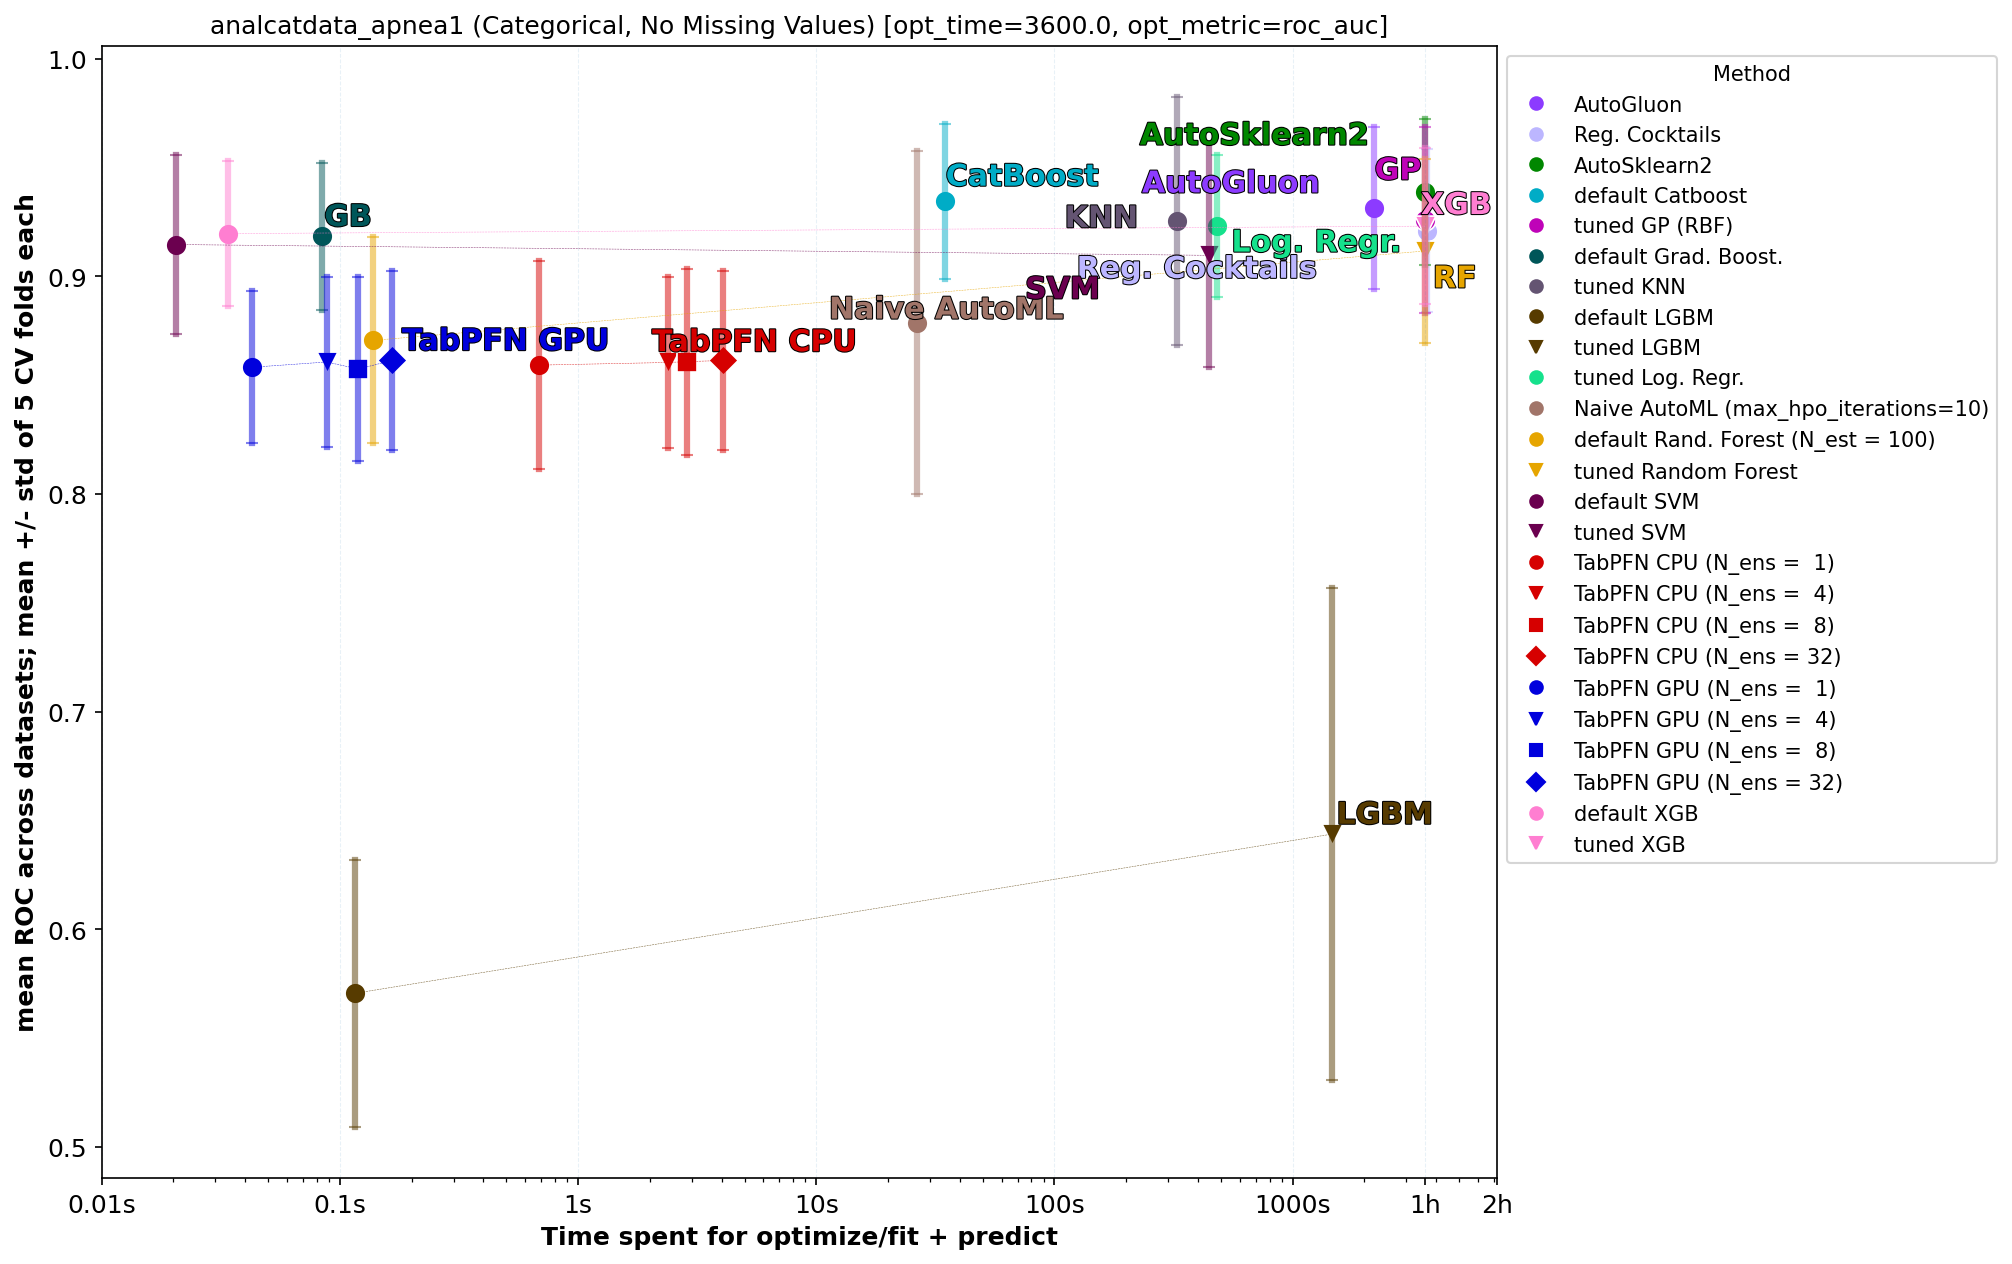 analcatdata_apnea1 (Categorical, No Missing Values) [opt_time=3600.0, opt_metric=roc_auc]
mean ROC across datasets; mean +/- std of 5 CV folds each
1.0
0.9
0.8
0.7
0.6
0.5
AutoSklearn2
CatBoost
AutoGluon
GP
GB
KNN
XGB
Log. Regr.
Reg. Cocktails
SVM
RF
Naive AutoML
TabPFN GPU
TabPFN CPU
LGBM
0.01s
0.1s
1s
10s
100s
1000s
1h
2h
Time spent for optimize/fit + predict
Method
AutoGluon
Reg. Cocktails
AutoSklearn2
default Catboost
tuned GP (RBF)
default Grad. Boost.
tuned KNN
default LGBM
tuned LGBM
tuned Log. Regr.
Naive AutoML (max_hpo_iterations=10)
default Rand. Forest (N_est = 100)
tuned Random Forest
default SVM
tuned SVM
TabPFN CPU (N_ens =  1)
TabPFN CPU (N_ens =  4)
TabPFN CPU (N_ens =  8)
TabPFN CPU (N_ens = 32)
TabPFN GPU (N_ens =  1)
TabPFN GPU (N_ens =  4)
TabPFN GPU (N_ens =  8)
TabPFN GPU (N_ens = 32)
default XGB
tuned XGB